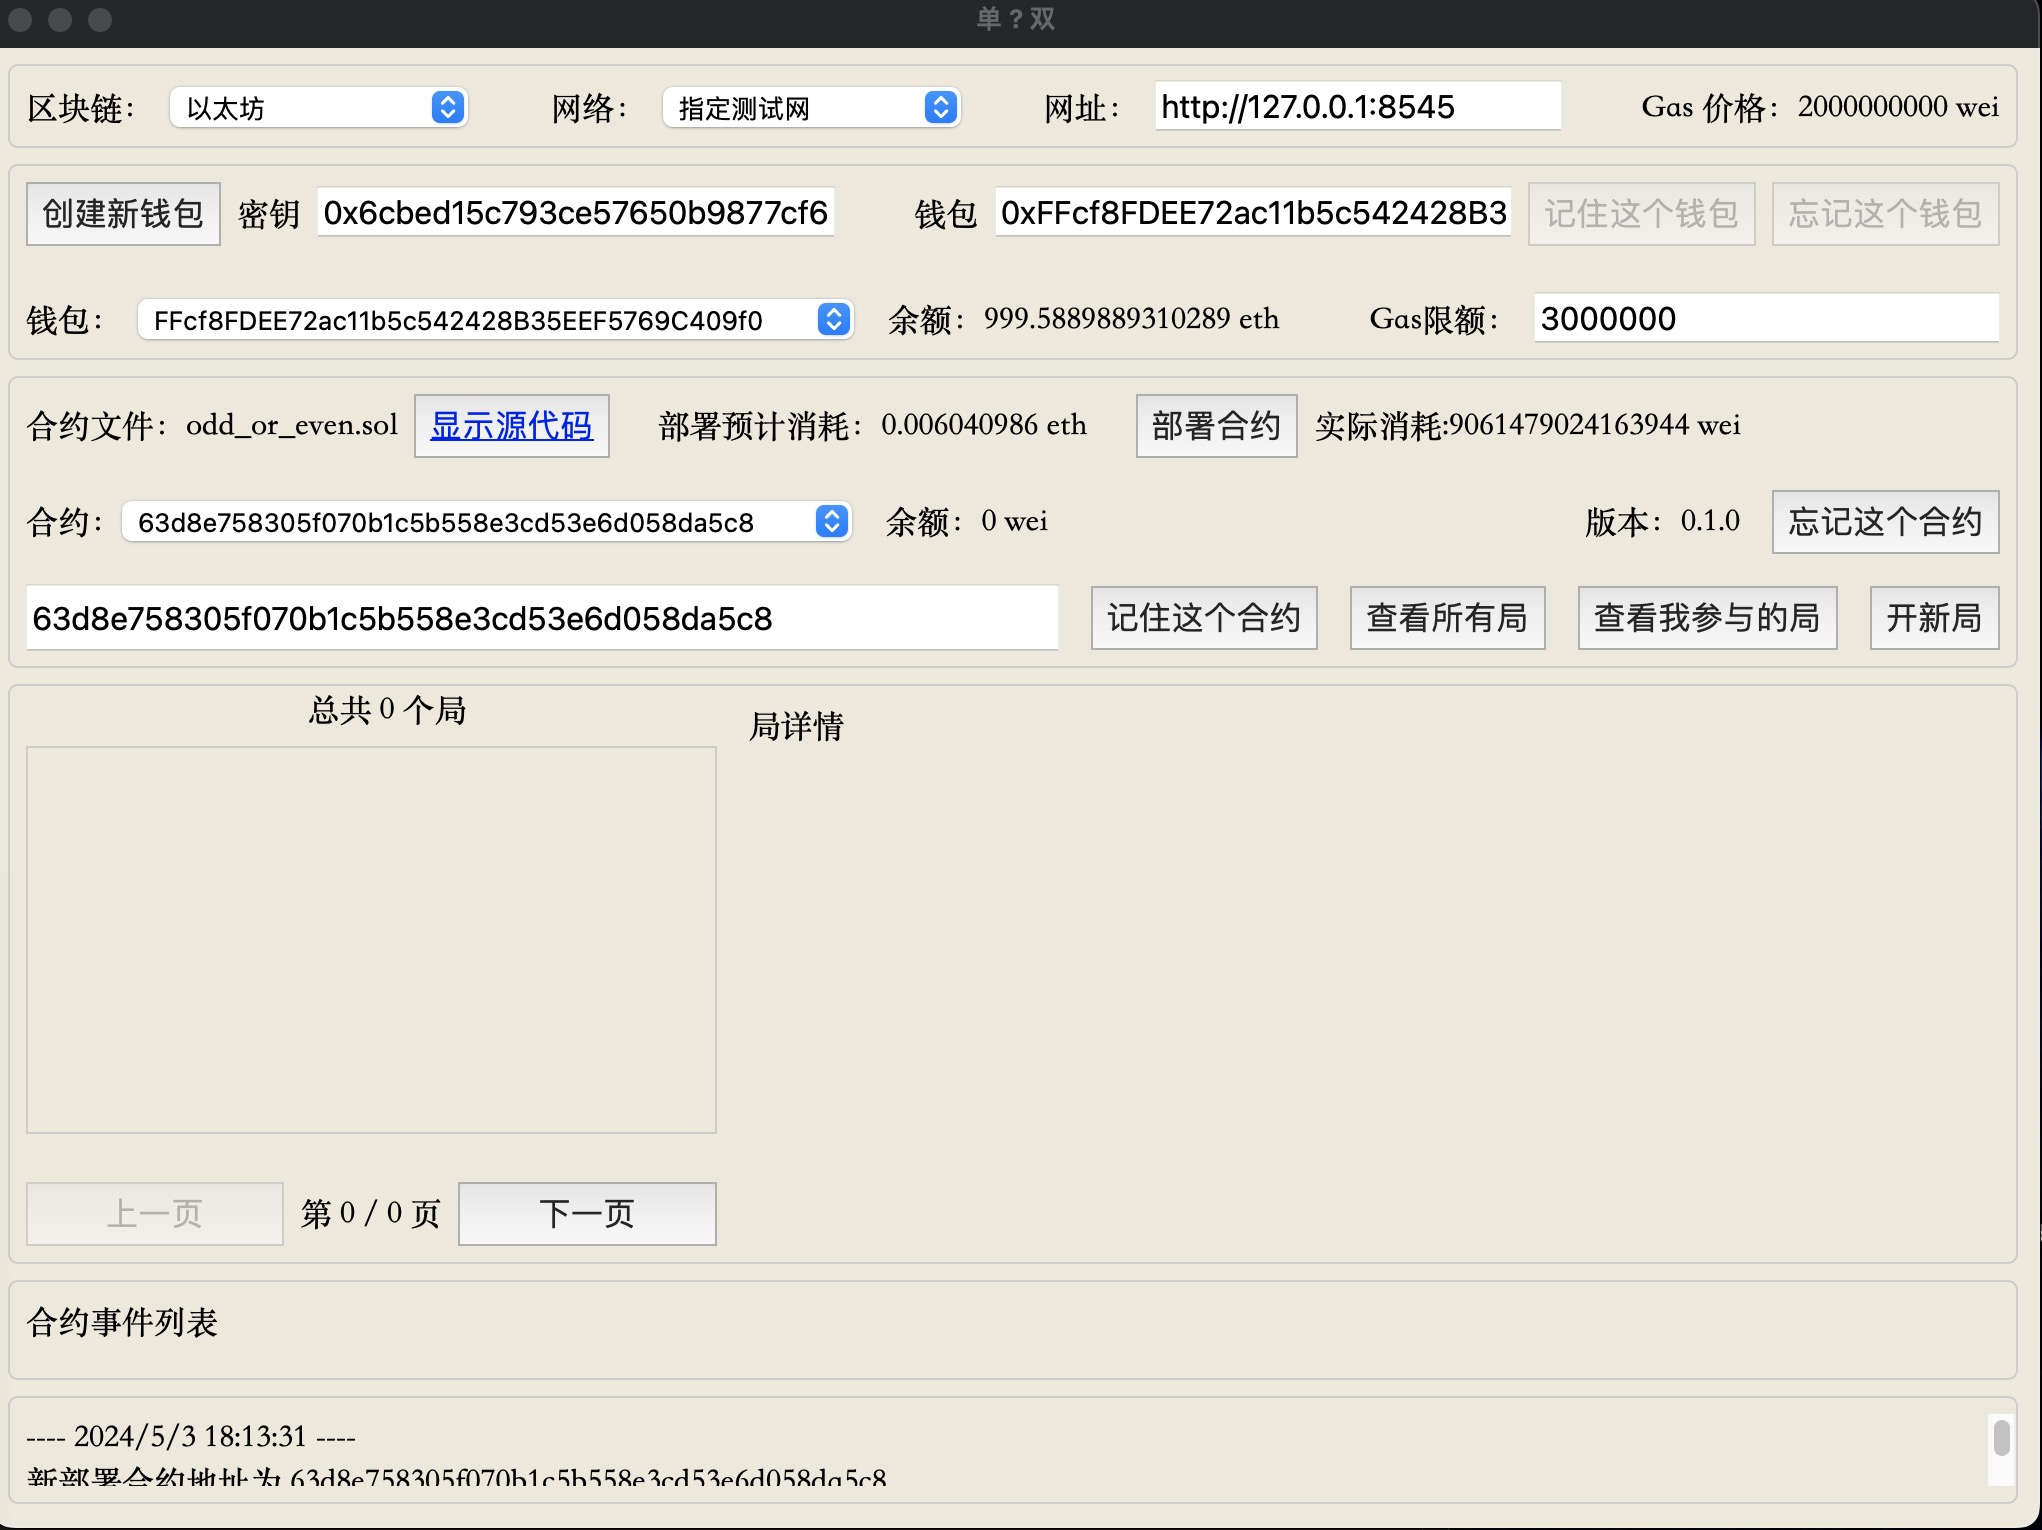 单？双
区块链： 以太坊 网络： 指定测试网 网址： http://127.0.0.1:8545 Gas 价格： 2000000000 wei
创建新钱包 密钥 0x6cbed15c793ce57650b9877cf6 钱包 0xFFcf8FDEE72ac11b5c542428B3 记住这个钱包 忘记这个钱包
钱包： FFcf8FDEE72ac11b5c542428B35EEF5769C409f0 余额： 999.5889889310289 eth Gas限额： 3000000
合约文件： odd_or_even.sol 显示源代码 部署预计消耗： 0.006040986 eth 部署合约 实际消耗:9061479024163944 wei
合约： 63d8e758305f070b1c5b558e3cd53e6d058da5c8 余额： 0 wei 版本： 0.1.0 忘记这个合约
63d8e758305f070b1c5b558e3cd53e6d058da5c8 记住这个合约 查看所有局 查看我参与的局 开新局
总共 0 个局
局详情
上一页 第 0 / 0 页 下一页
合约事件列表
---- 2024/5/3 18:13:31 ----
新部署合约地址为 63d8e758305f070b1c5b558e3cd53e6d058da5c8